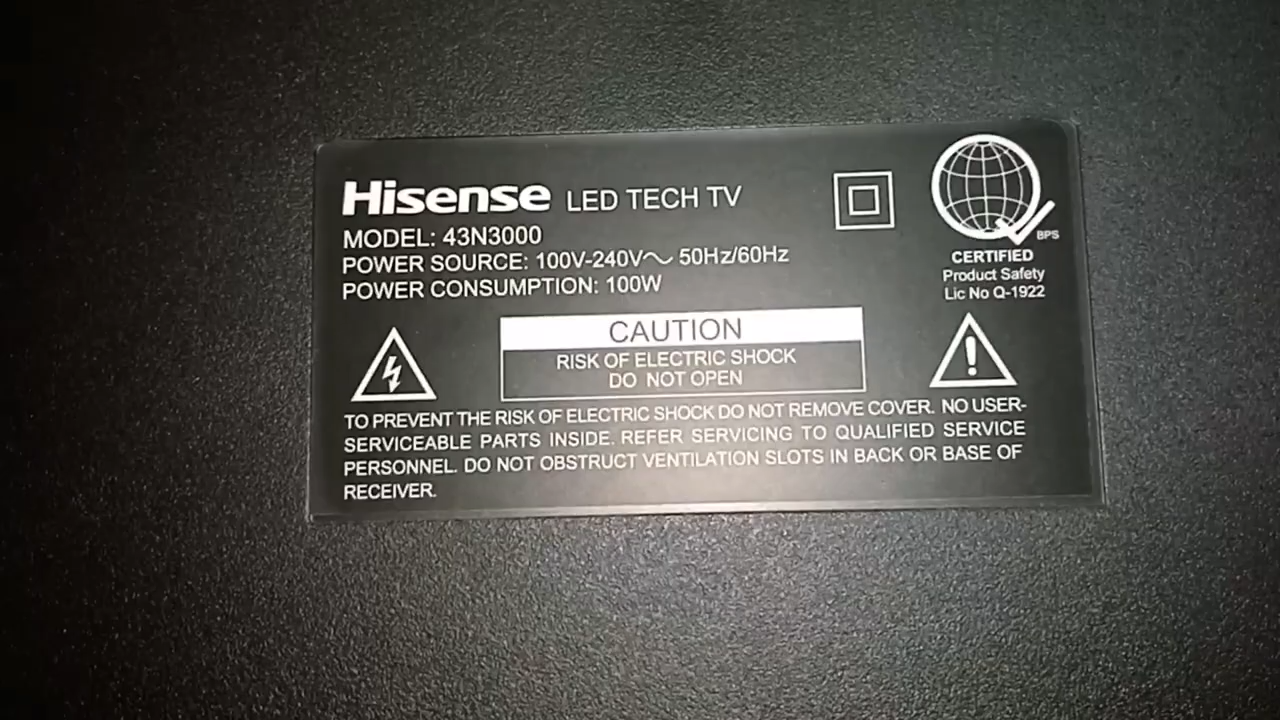 Hisense LED TECH TV
MODEL: 43N3000
POWER SOURCE: 100V-240V～ 50Hz/60Hz
POWER CONSUMPTION: 100W
BPS
CERTIFIED
Product Safety
Lic No Q-1922
CAUTION
RISK OF ELECTRIC SHOCK
DO NOT OPEN
TO PREVENT THE RISK OF ELECTRIC SHOCK DO NOT REMOVE COVER. NO USER-
SERVICEABLE PARTS INSIDE. REFER SERVICING TO QUALIFIED SERVICE
PERSONNEL. DO NOT OBSTRUCT VENTILATION SLOTS IN BACK OR BASE OF
RECEIVER.